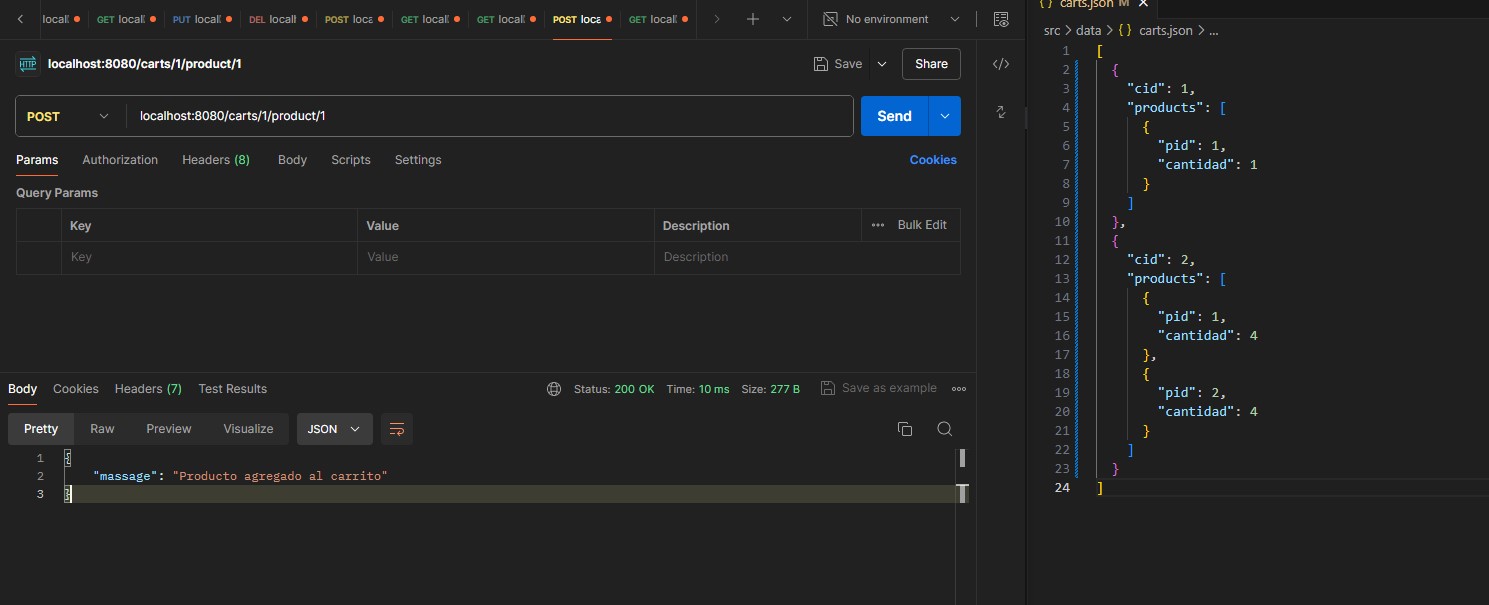 locall GET locall PUT locall DEL locall POST loca GET locall GET locall POST loca GET locall No environment
HTTP localhost:8080/carts/1/product/1 Save Share
POST localhost:8080/carts/1/product/1 Send
Params Authorization Headers (8) Body Scripts Settings Cookies
Query Params
Key Value Description Bulk Edit
Key Value Description
Body Cookies Headers (7) Test Results Status: 200 OK Time: 10 ms Size: 277 B Save as example
Pretty Raw Preview Visualize JSON
1 {
2 "massage": "Producto agregado al carrito"
3 }
{} carts.json M
src > data > {} carts.json > ...
1 [
2 {
3 "cid": 1,
4 "products": [
5 {
6 "pid": 1,
7 "cantidad": 1
8 }
9 ]
10 },
11 {
12 "cid": 2,
13 "products": [
14 {
15 "pid": 1,
16 "cantidad": 4
17 },
18 {
19 "pid": 2,
20 "cantidad": 4
21 }
22 ]
23 }
24 ]